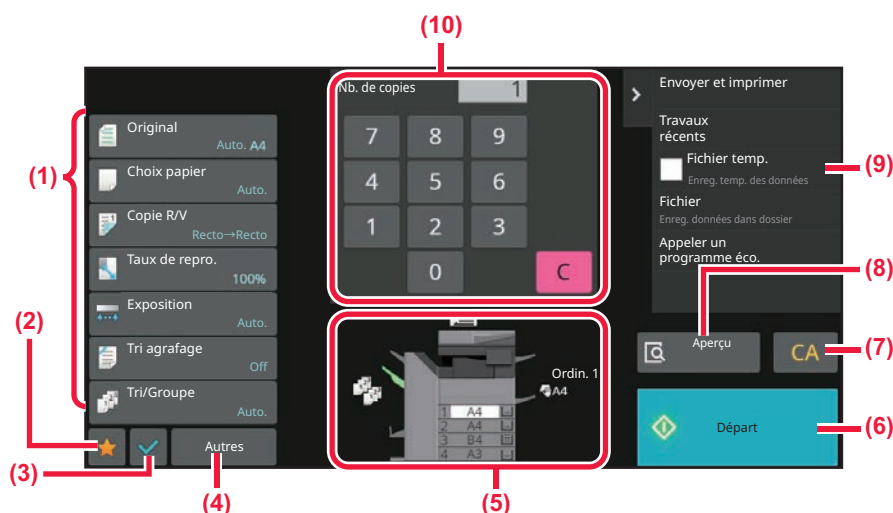 (10)
Nb. de copies
1
Envoyer et imprimer
Travaux
récents
Fichier temp.
Enreg. temp. des données
Fichier
Enreg. données dans dossier
Appeler un
programme éco.
(9)
(1)
Original
Auto. A4
Choix papier
Auto.
Copie R/V
Recto→Recto
Taux de repro.
100%
Exposition
Auto.
Tri agrafage
Off
Tri/Groupe
Auto.
7 8 9
4 5 6
1 2 3
0 C
(8)
(2)
Aperçu
CA
(7)
Ordin. 1
A4
1 A4
2 A4
3 B4
4 A3
Départ
(6)
Autres
(3)
(4)
(5)